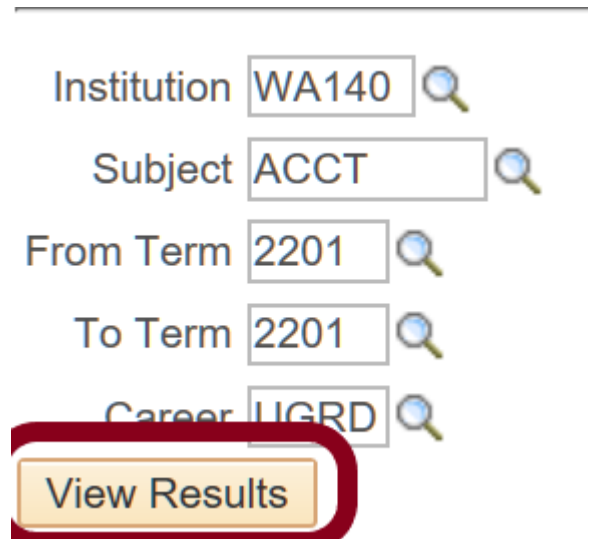 Institution WA140
Subject ACCT
From Term 2201
To Term 2201
Career UGRD
View Results